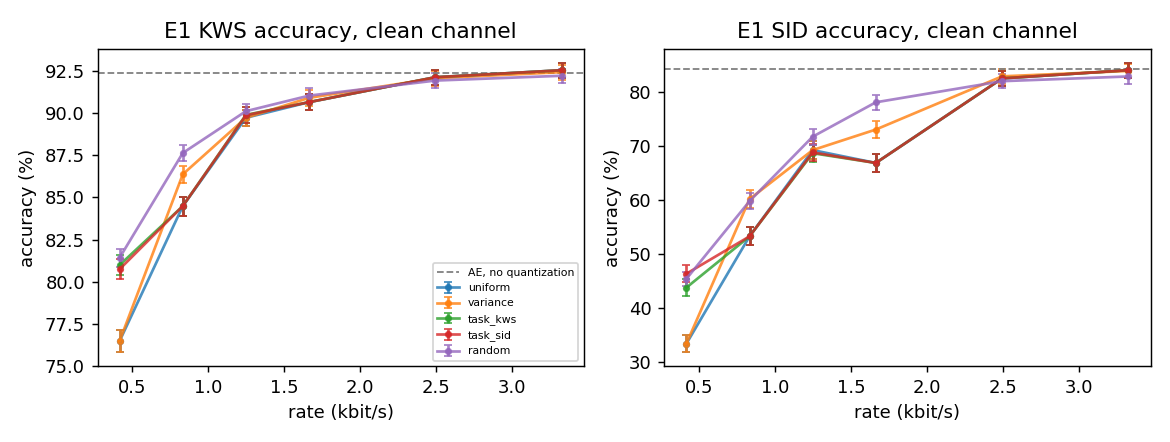 E1 KWS accuracy, clean channel
accuracy (%)
92.5
90.0
87.5
85.0
82.5
80.0
77.5
75.0
0.5 1.0 1.5 2.0 2.5 3.0
rate (kbit/s)
AE, no quantization
uniform
variance
task_kws
task_sid
random
E1 SID accuracy, clean channel
accuracy (%)
80
70
60
50
40
30
0.5 1.0 1.5 2.0 2.5 3.0
rate (kbit/s)